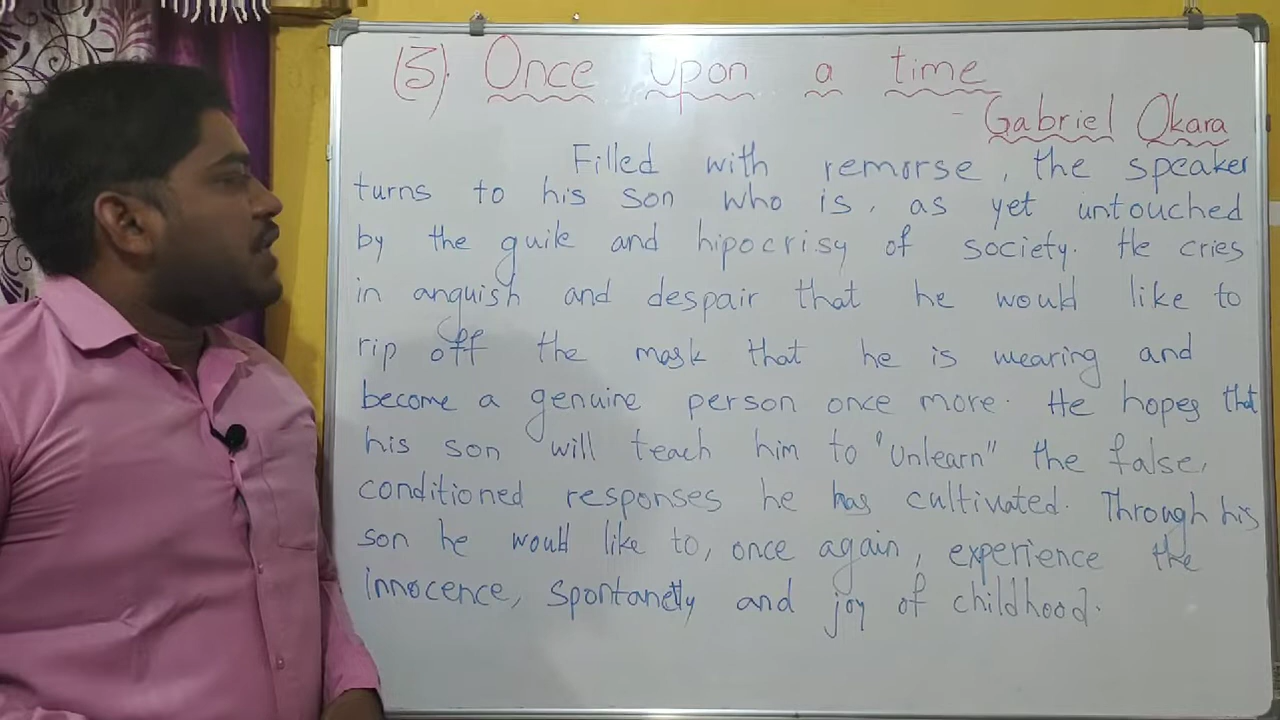 (5). Once upon a time
- Gabriel Okara
Filled with remorse, the speaker
turns to his son who is, as yet untouched
by the guile and hipocrisy of society. He cries
in anguish and despair that he would like to
rip off the mask that he is wearing and
become a genuine person once more. He hopes that
his son will teach him to "unlearn" the false,
conditioned responses he has cultivated. Through his
son he would like to, once again, experience the
innocence, and joy of childhood.